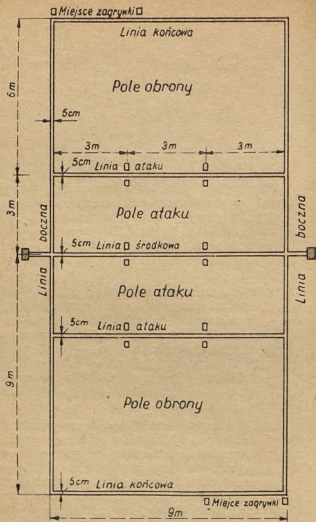 Miejsce zagrywki
Linia końcowa
Pole obrony
6m
5cm
3m 3m 3m
5cm Linia ataku
3m
boczna
Pole ataku
boczna
5cm Linia środkowa
Linia
Pole ataku
Linia
5cm Linia ataku
9m
Pole obrony
5cm Linia końcowa
Miejce zagrywki
9m